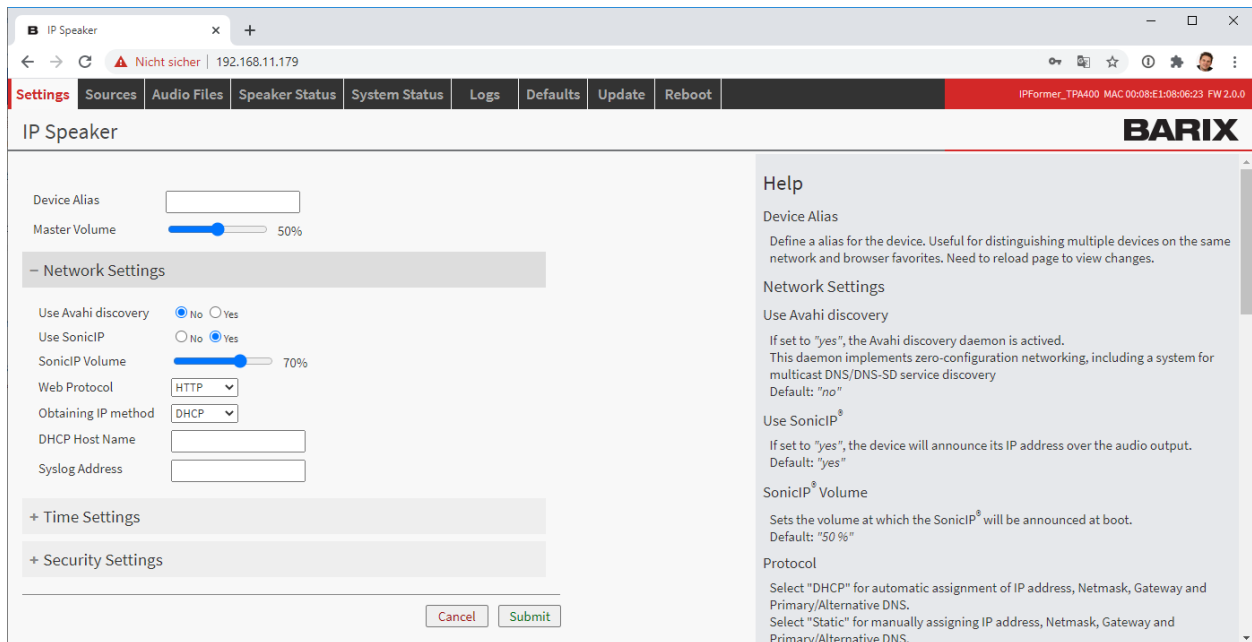 B IP Speaker
Nicht sicher | 192.168.11.179
Settings Sources Audio Files Speaker Status System Status Logs Defaults Update Reboot IPFormer_TPA400 MAC 00:08:E1:08:06:23 FW 2.0.0
IP Speaker
BARIX
Device Alias
Master Volume 50%
− Network Settings
Use Avahi discovery No Yes
Use SonicIP No Yes
SonicIP Volume 70%
Web Protocol HTTP
Obtaining IP method DHCP
DHCP Host Name
Syslog Address
+ Time Settings
+ Security Settings
Cancel Submit
Help
Device Alias
Define a alias for the device. Useful for distinguishing multiple devices on the same
network and browser favorites. Need to reload page to view changes.
Network Settings
Use Avahi discovery
If set to "yes", the Avahi discovery daemon is actived.
This daemon implements zero-configuration networking, including a system for
multicast DNS/DNS-SD service discovery
Default: "no"
Use SonicIP®
If set to "yes", the device will announce its IP address over the audio output.
Default: "yes"
SonicIP® Volume
Sets the volume at which the SonicIP® will be announced at boot.
Default: "50 %"
Protocol
Select "DHCP" for automatic assignment of IP address, Netmask, Gateway and
Primary/Alternative DNS.
Select "Static" for manually assigning IP address, Netmask, Gateway and
Primary/Alternative DNS.